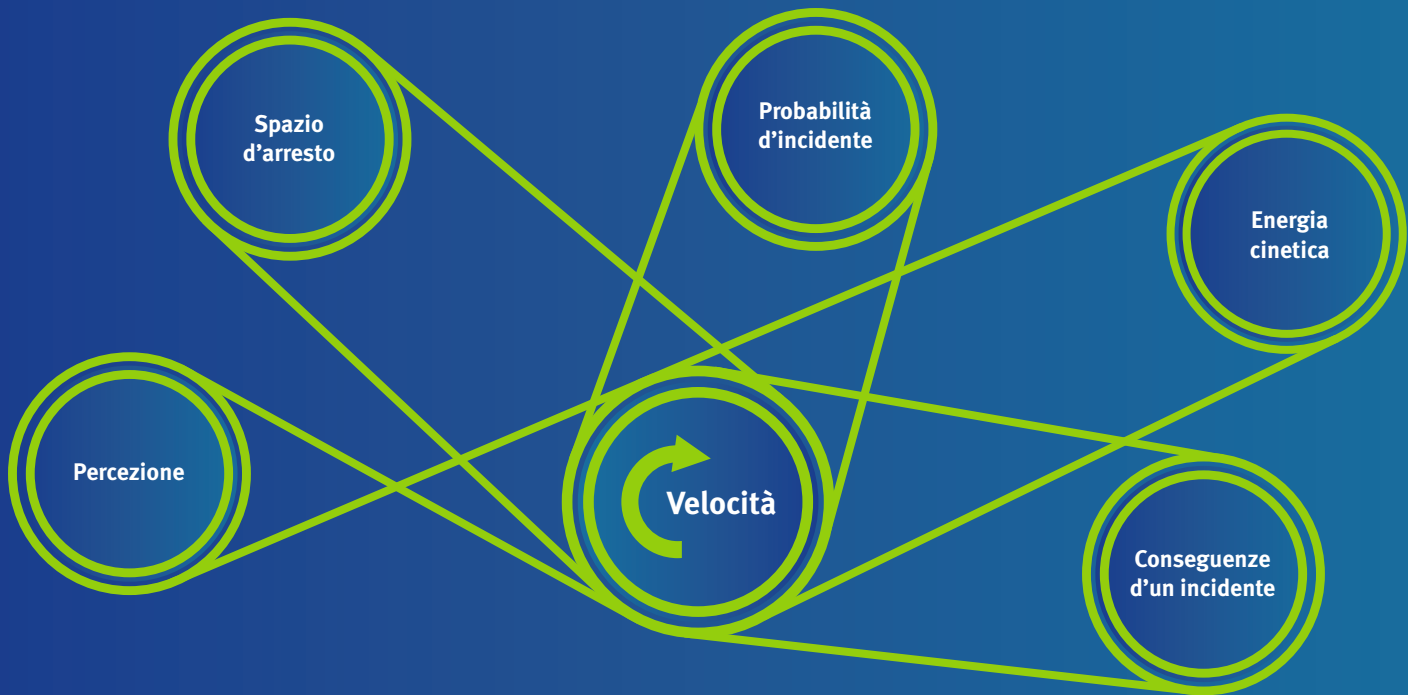 Spazio
d’arresto
Probabilità
d’incidente
Energia
cinetica
Percezione
Velocità
Conseguenze
d’un incidente